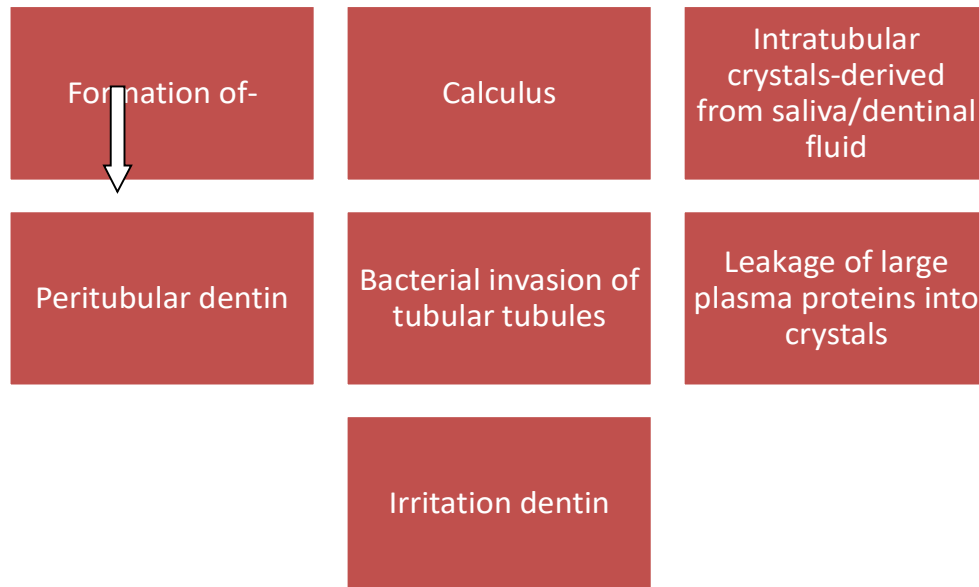 Formation of-
Calculus
Intratubular
crystals-derived
from saliva/dentinal
fluid
Peritubular dentin
Bacterial invasion of
tubular tubules
Leakage of large
plasma proteins into
crystals
Irritation dentin